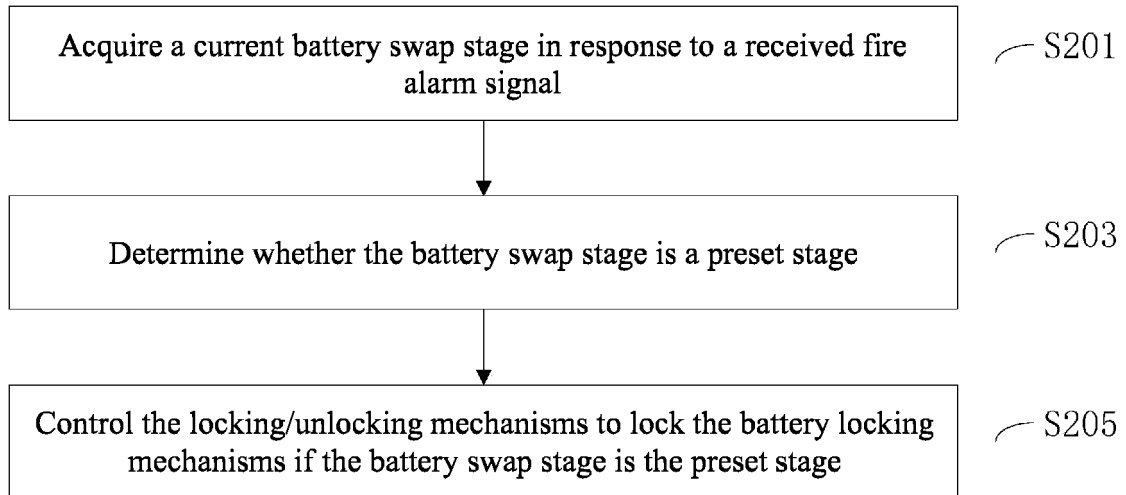 Acquire a current battery swap stage in response to a received fire
alarm signal
S201
Determine whether the battery swap stage is a preset stage
S203
Control the locking/unlocking mechanisms to lock the battery locking
mechanisms if the battery swap stage is the preset stage
S205